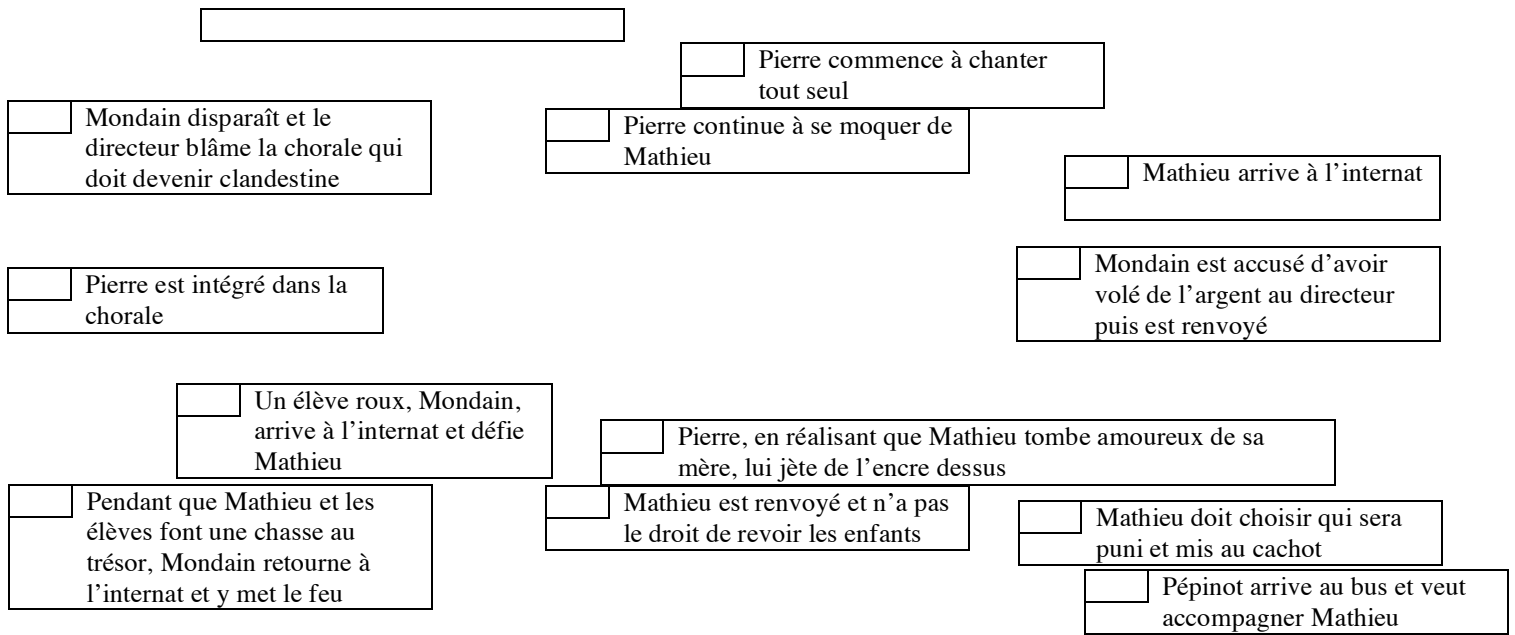 Pierre commence à chanter
tout seul
Mondain disparaît et le
directeur blâme la chorale qui
doit devenir clandestine
Pierre continue à se moquer de
Mathieu
Mathieu arrive à l’internat
Pierre est intégré dans la
chorale
Mondain est accusé d’avoir
volé de l’argent au directeur
puis est renvoyé
Un élève roux, Mondain,
arrive à l’internat et défie
Mathieu
Pierre, en réalisant que Mathieu tombe amoureux de sa
mère, lui jète de l’encre dessus
Pendant que Mathieu et les
élèves font une chasse au
trésor, Mondain retourne à
l’internat et y met le feu
Mathieu est renvoyé et n’a pas
le droit de revoir les enfants
Mathieu doit choisir qui sera
puni et mis au cachot
Pépinot arrive au bus et veut
accompagner Mathieu